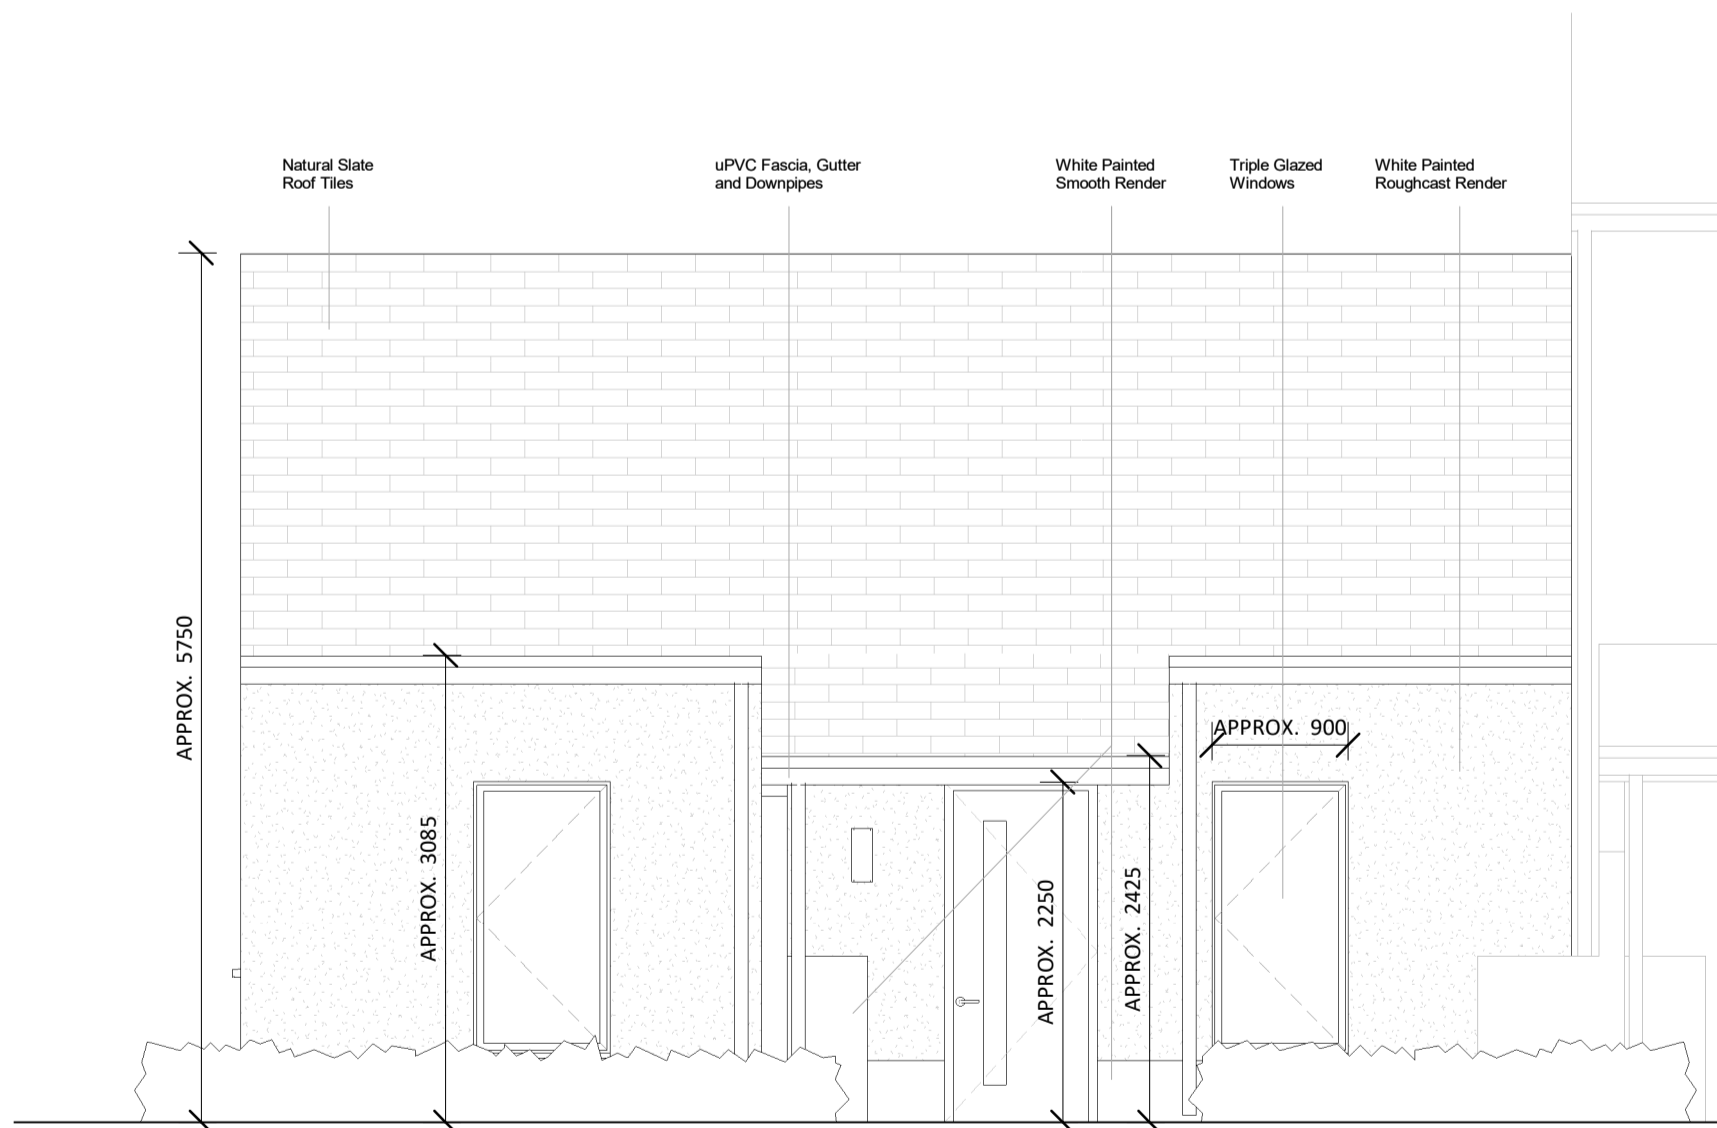 Natural Slate
Roof Tiles
uPVC Fascia, Gutter
and Downpipes
White Painted
Smooth Render
Triple Glazed
Windows
White Painted
Roughcast Render
APPROX. 5750
APPROX. 3085
APPROX. 2250
APPROX. 2425
APPROX. 900